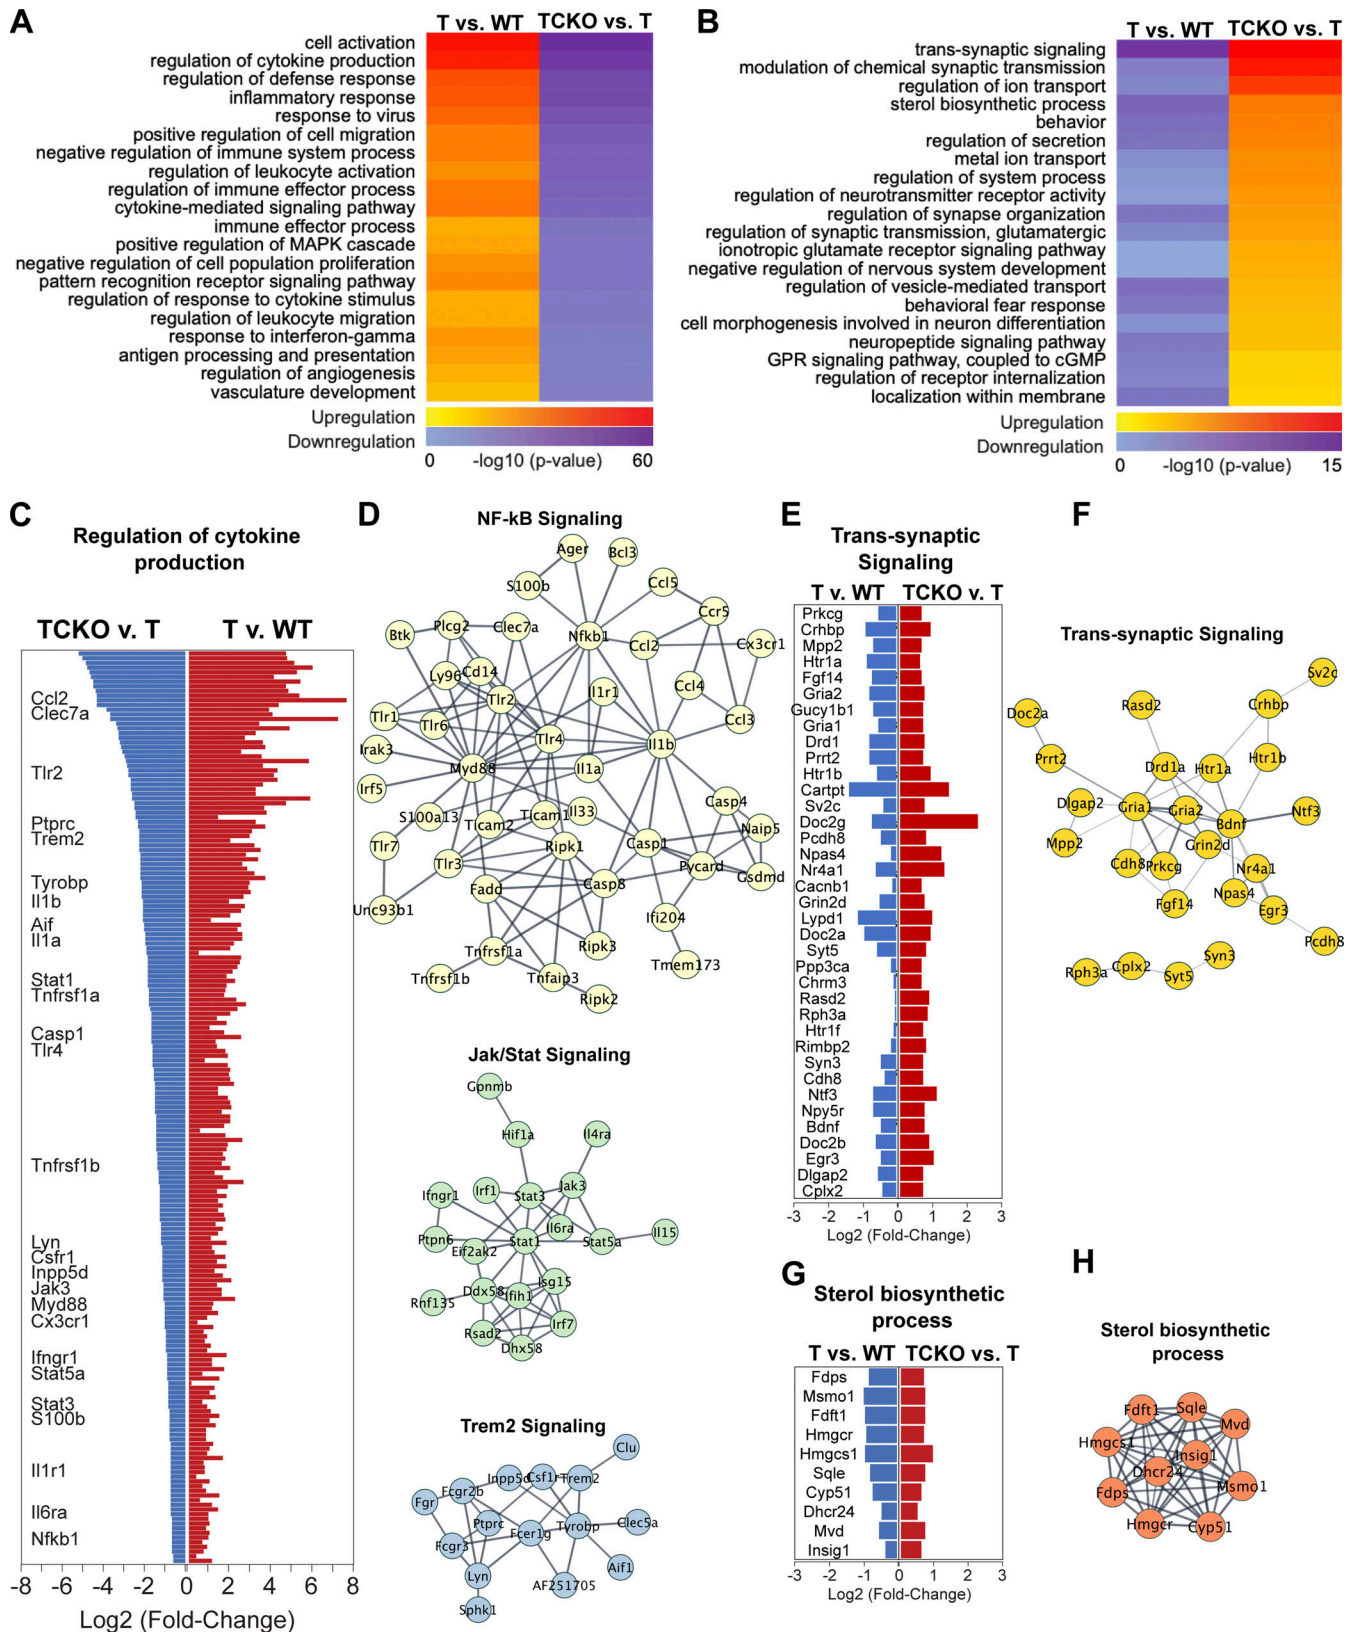 A
T vs. WT TCKO vs. T
cell activation
regulation of cytokine production
regulation of defense response
inflammatory response
response to virus
positive regulation of cell migration
negative regulation of immune system process
regulation of leukocyte activation
regulation of immune effector process
cytokine-mediated signaling pathway
immune effector process
positive regulation of MAPK cascade
negative regulation of cell population proliferation
pattern recognition receptor signaling pathway
regulation of response to cytokine stimulus
regulation of leukocyte migration
response to interferon-gamma
antigen processing and presentation
regulation of angiogenesis
vasculature development
Upregulation
Downregulation
0 -log10 (p-value) 60
B
T vs. WT TCKO vs. T
trans-synaptic signaling
modulation of chemical synaptic transmission
regulation of ion transport
sterol biosynthetic process
behavior
regulation of secretion
metal ion transport
regulation of system process
regulation of neurotransmitter receptor activity
regulation of synapse organization
regulation of synaptic transmission, glutamatergic
ionotropic glutamate receptor signaling pathway
negative regulation of nervous system development
regulation of vesicle-mediated transport
behavioral fear response
cell morphogenesis involved in neuron differentiation
neuropeptide signaling pathway
GPR signaling pathway, coupled to cGMP
regulation of receptor internalization
localization within membrane
Upregulation
Downregulation
0 -log10 (p-value) 15
C
Regulation of cytokine
production
TCKO v. T T v. WT
Ccl2
Clec7a
Tlr2
Ptprc
Trem2
Tyrobp
Il1b
Aif
Il1a
Stat1
Tnfrsf1a
Casp1
Tlr4
Tnfrsf1b
Lyn
Csfr1
Inpp5d
Jak3
Myd88
Cx3cr1
Ifngr1
Stat5a
Stat3
S100b
Il1r1
Il6ra
Nfkb1
-8 -6 -4 -2 0 2 4 6 8
Log2 (Fold-Change)
D
NF-kB Signaling
Ager
Bcl3
S100b
Ccl5
Ccr5
Btk
Plcg2
Clec7a
Nfkb1
Ccl2
Cx3cr1
Ly96
Cd14
Tlr2
Il1r1
Ccl4
Tlr1
Tlr6
Ccl3
Irak3
Tlr4
Il1b
Myd88
Il1a
Irf5
Casp4
S100a13
Ticam2
Ticam1
Il33
Naip5
Tlr7
Tlr3
Ripk1
Casp1
Pycard
Gsdmd
Fadd
Casp8
Unc93b1
Ifi204
Tnfrsf1a
Ripk3
Tmem173
Tnfrsf1b
Tnfaip3
Ripk2
Jak/Stat Signaling
Gpnmb
Hif1a
Il4ra
Ifngr1
Irf1
Stat3
Jak3
Il6ra
Il15
Ptpn6
Eif2ak2
Stat1
Stat5a
Isg15
Ddx58
Ifih1
Rnf135
Irf7
Rsad2
Dhx58
Trem2 Signaling
Clu
Inpp5d
Csf1r
Trem2
Fgr
Fcgr2b
Ptprc
Fcer1g
Tyrobp
Clec5a
Fcgr3
Aif1
Lyn
AF251705
Sphk1
E
Trans-synaptic
Signaling
T v. WT TCKO v. T
Prkcg
Crhbp
Mpp2
Htr1a
Fgf14
Gria2
Gucy1b1
Gria1
Drd1
Prrt2
Htr1b
Cartpt
Sv2c
Doc2g
Pcdh8
Npas4
Nr4a1
Cacnb1
Grin2d
Lypd1
Doc2a
Syt5
Ppp3ca
Chrm3
Rasd2
Rph3a
Htr1f
Rimbp2
Syn3
Cdh8
Ntf3
Npy5r
Bdnf
Doc2b
Egr3
Dlgap2
Cplx2
-3 -2 -1 0 1 2 3
Log2 (Fold-Change)
F
Trans-synaptic Signaling
Sv2c
Doc2a
Rasd2
Crhbp
Prrt2
Drd1a
Htr1a
Htr1b
Dlgap2
Gria1
Gria2
Bdnf
Ntf3
Mpp2
Grin2d
Cdh8
Prkcg
Nr4a1
Fgf14
Npas4
Egr3
Pcdh8
Rph3a
Cplx2
Syt5
Syn3
G
Sterol biosynthetic
process
T vs. WT TCKO vs. T
Fdps
Msmo1
Fdft1
Hmgcr
Hmgcs1
Sqle
Cyp51
Dhcr24
Mvd
Insig1
-3 -2 -1 0 1 2 3
Log2 (Fold-Change)
H
Sterol biosynthetic
process
Fdft1
Sqle
Mvd
Hmgcs1
Insig1
Dhcr24
Msmo1
Fdps
Hmgcr
Cyp51